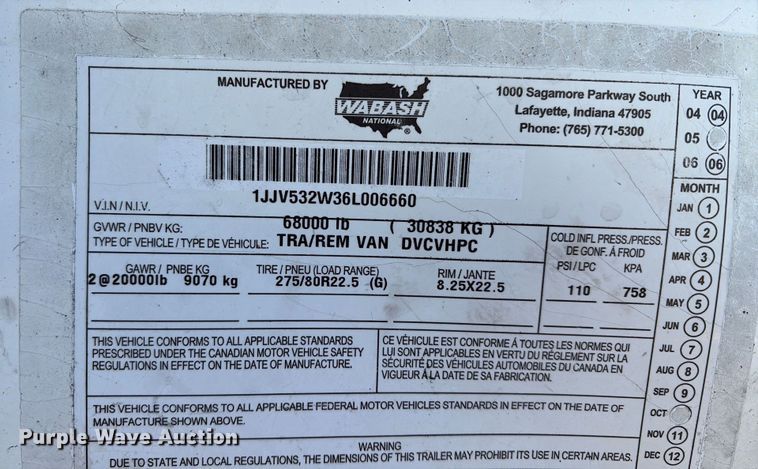 MANUFACTURED BY
WABASH
NATIONAL
®
1000 Sagamore Parkway South
Lafayette, Indiana 47905
Phone: (765) 771-5300
V.I.N / N.I.V.
1JJV532W36L006660
GVWR / PNBV KG:
68000 lb ( 30838 KG )
TYPE OF VEHICLE / TYPE DE VÉHICULE:
TRA/REM VAN DVCVHPC
GAWR / PNBE KG
TIRE / PNEU (LOAD RANGE)
RIM / JANTE
COLD INFL PRESS./PRESS. DE GONF. À FROID
PSI / LPC
KPA
2@20000lb 9070 kg
275/80R22.5 (G)
8.25X22.5
110
758
THIS VEHICLE CONFORMS TO ALL APPLICABLE STANDARDS
PRESCRIBED UNDER THE CANADIAN MOTOR VEHICLE SAFETY
REGULATIONS IN EFFECT ON THE DATE OF MANUFACTURE.
CE VÉHICULE EST CONFORME À TOUTES LES NORMES QUI
LUI SONT APPLICABLES EN VERTU DU RÉGLEMENT SUR LA
SÉCURITÉ DES VÉHICULES AUTOMOBILES DU CANADA EN
VIGUEUR À LA DATE DE SA FABRICATION.
THIS VEHICLE CONFORMS TO ALL APPLICABLE FEDERAL MOTOR VEHICLES STANDARDS IN EFFECT ON THE DATE OF
MANUFACTURE SHOWN ABOVE.
WARNING
DUE TO STATE AND LOCAL REGULATIONS, THE DIMENSIONS OF THIS TRAILER MAY PROHIBIT ITS USE IN CERTAIN AREAS.
YEAR
04 04
05
06 06
MONTH
JAN 1
FEB 2
MAR 3
APR 4
MAY 5
JUN 6
JUL 7
AUG 8
SEP 9
OCT
NOV 11
DEC 12
Purple Wave Auction